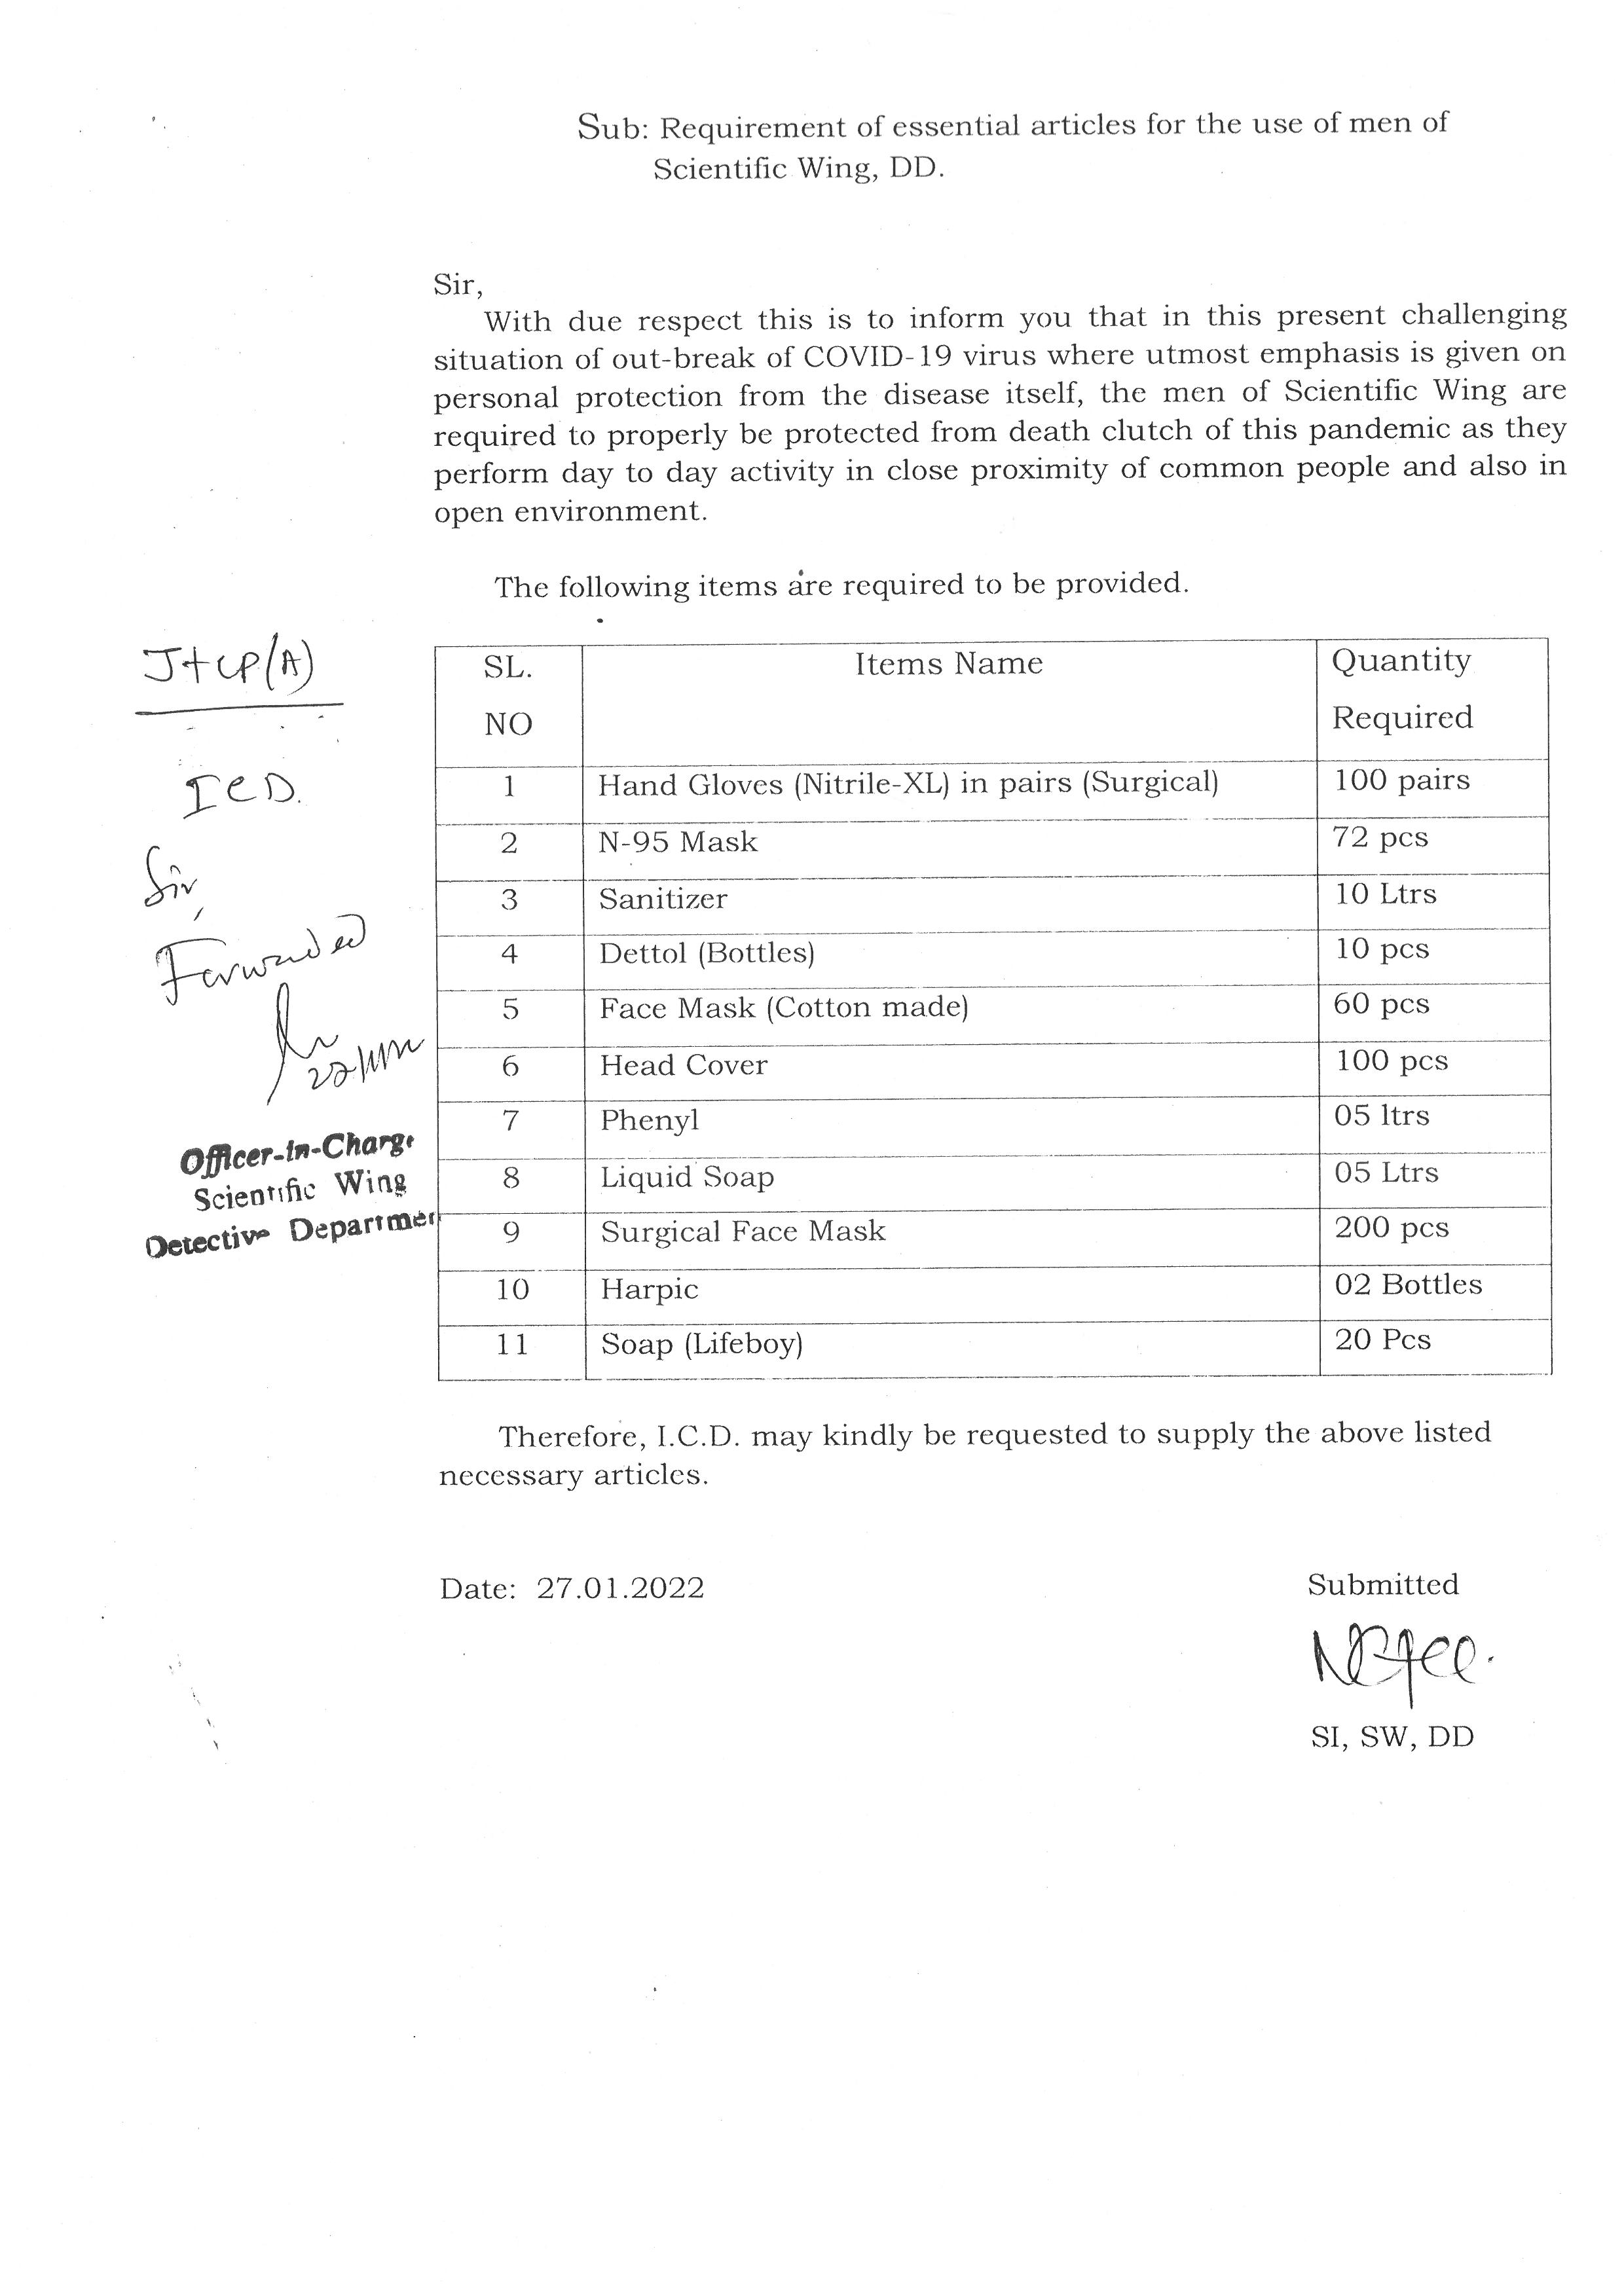 Sub: Requirement of essential articles for the use of men of
Scientific Wing, DD.
Sir,
With due respect this is to inform you that in this present challenging
situation of out-break of COVID-19 virus where utmost emphasis is given on
personal protection from the disease itself, the men of Scientific Wing are
required to properly be protected from death clutch of this pandemic as they
perform day to day activity in close proximity of common people and also in
open environment.
The following items are required to be provided.
SL. NO Items Name Quantity Required
1 Hand Gloves (Nitrile-XL) in pairs (Surgical) 100 pairs
2 N-95 Mask 72 pcs
3 Sanitizer 10 Ltrs
4 Dettol (Bottles) 10 pcs
5 Face Mask (Cotton made) 60 pcs
6 Head Cover 100 pcs
7 Phenyl 05 ltrs
8 Liquid Soap 05 Ltrs
9 Surgical Face Mask 200 pcs
10 Harpic 02 Bottles
11 Soap (Lifeboy) 20 Pcs
Jt CP(A)
ICD.
Sir,
Forwarded
Officer-In-Charge
Scientific Wing
Detective Departmen
Therefore, I.C.D. may kindly be requested to supply the above listed
necessary articles.
Date: 27.01.2022
Submitted
SI, SW, DD